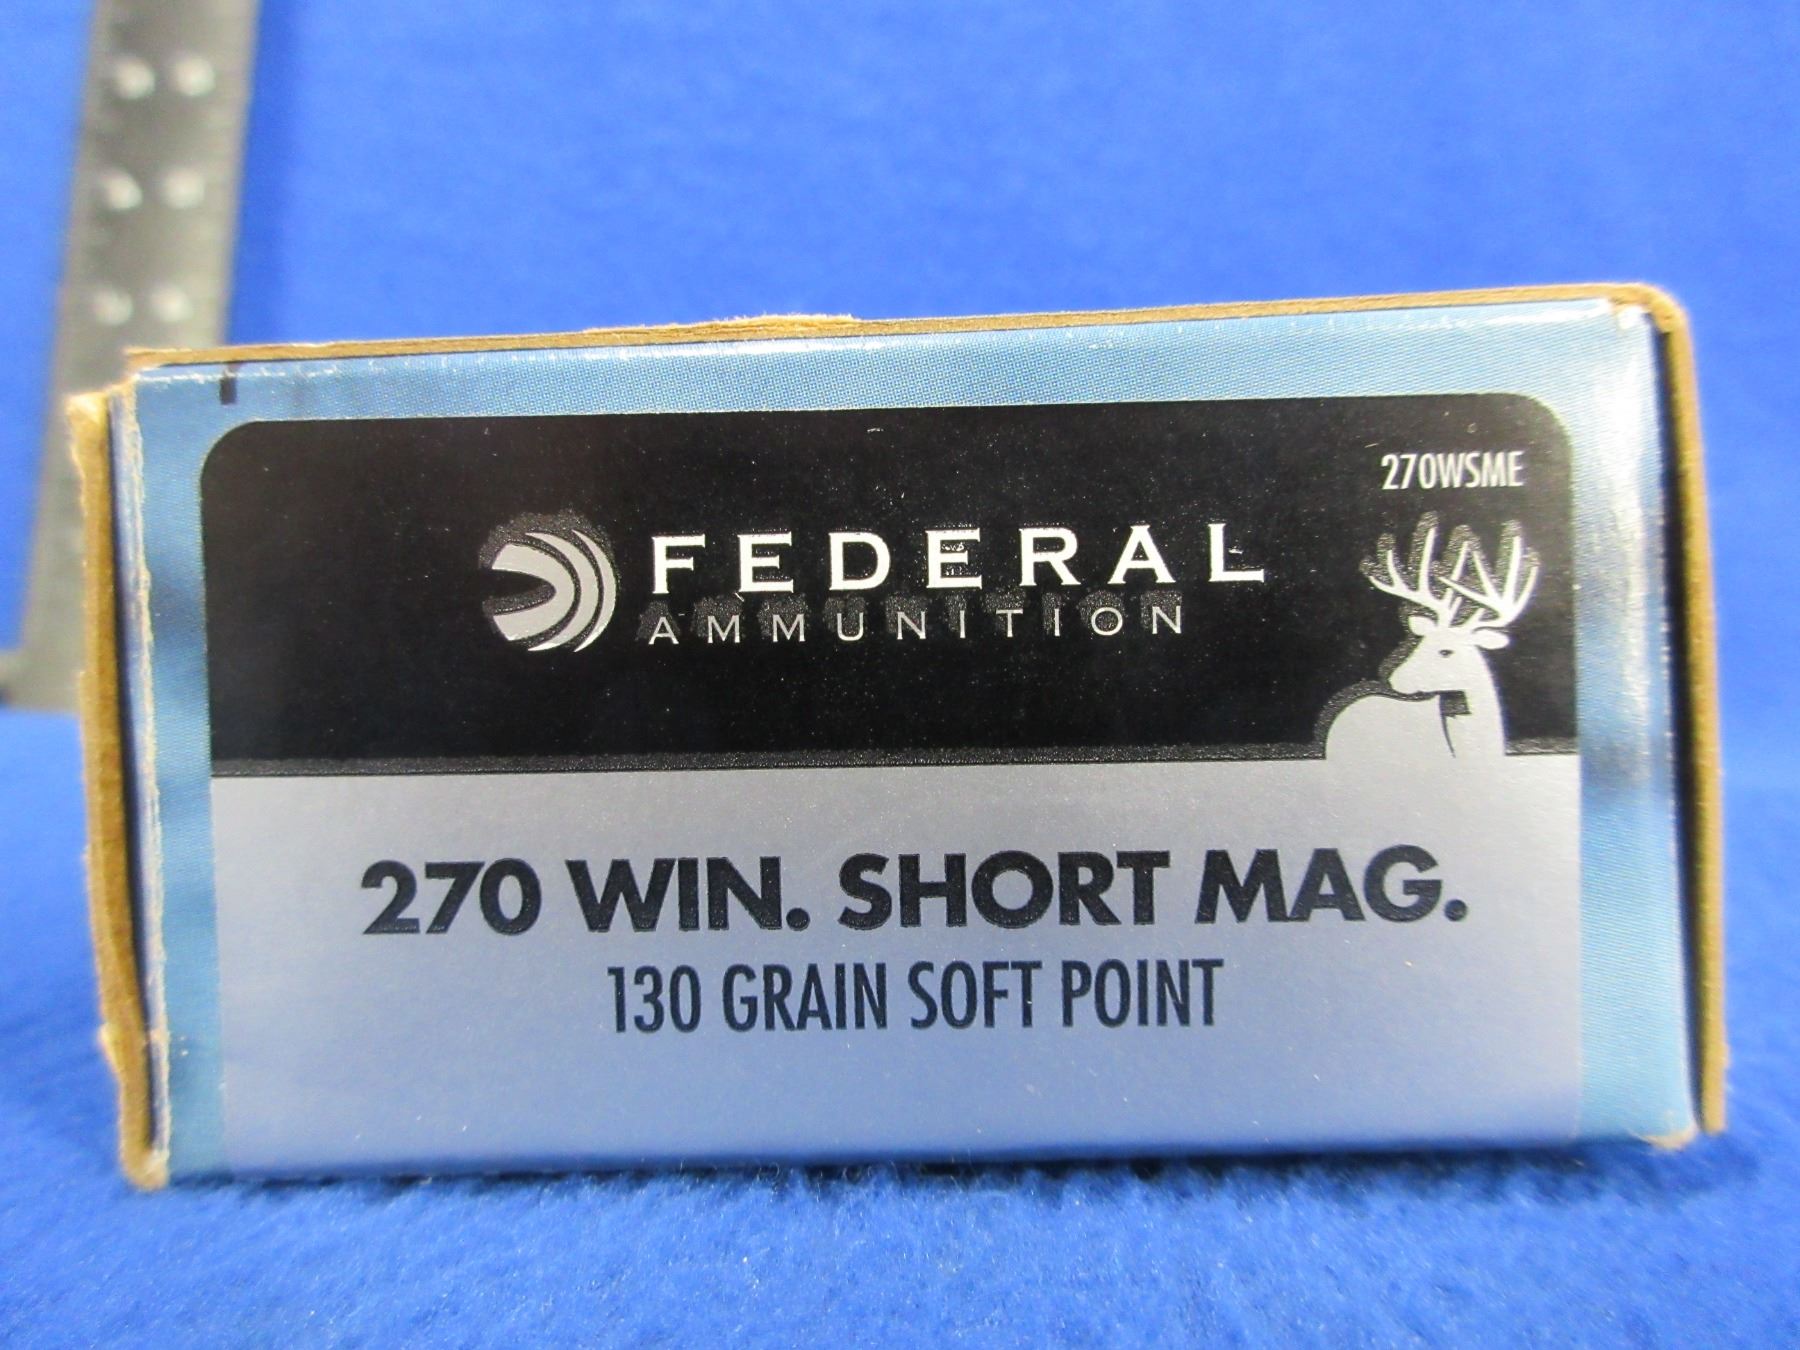 270WSME
FEDERAL
AMMUNITION
270 WIN. SHORT MAG.
130 GRAIN SOFT POINT